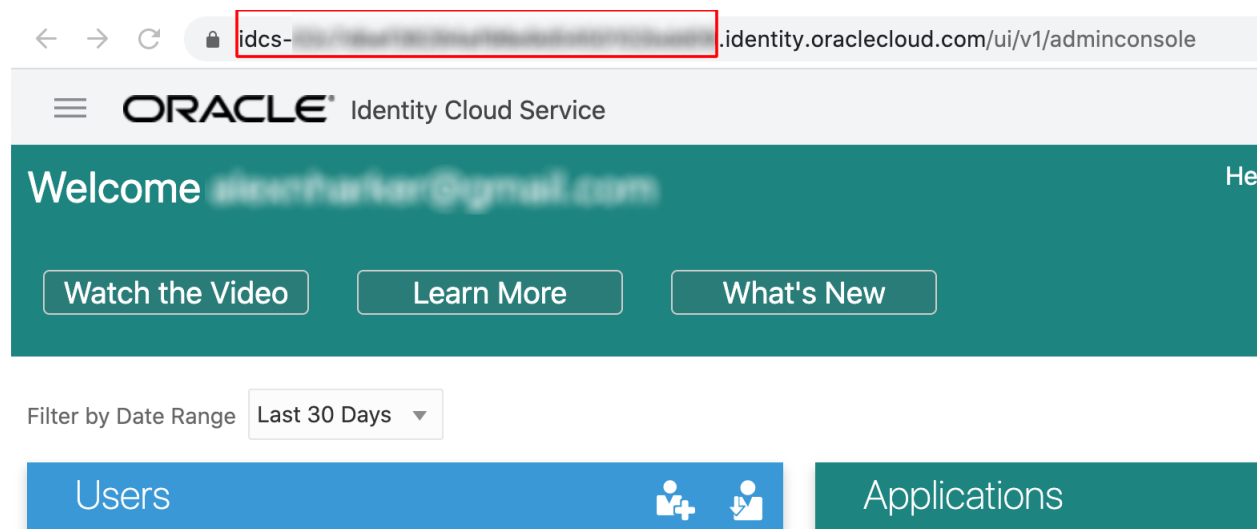 idcs-
.identity.oraclecloud.com/ui/v1/adminconsole
ORACLE® Identity Cloud Service
Welcome
He
Watch the Video Learn More What's New
Filter by Date Range Last 30 Days
Users
Applications